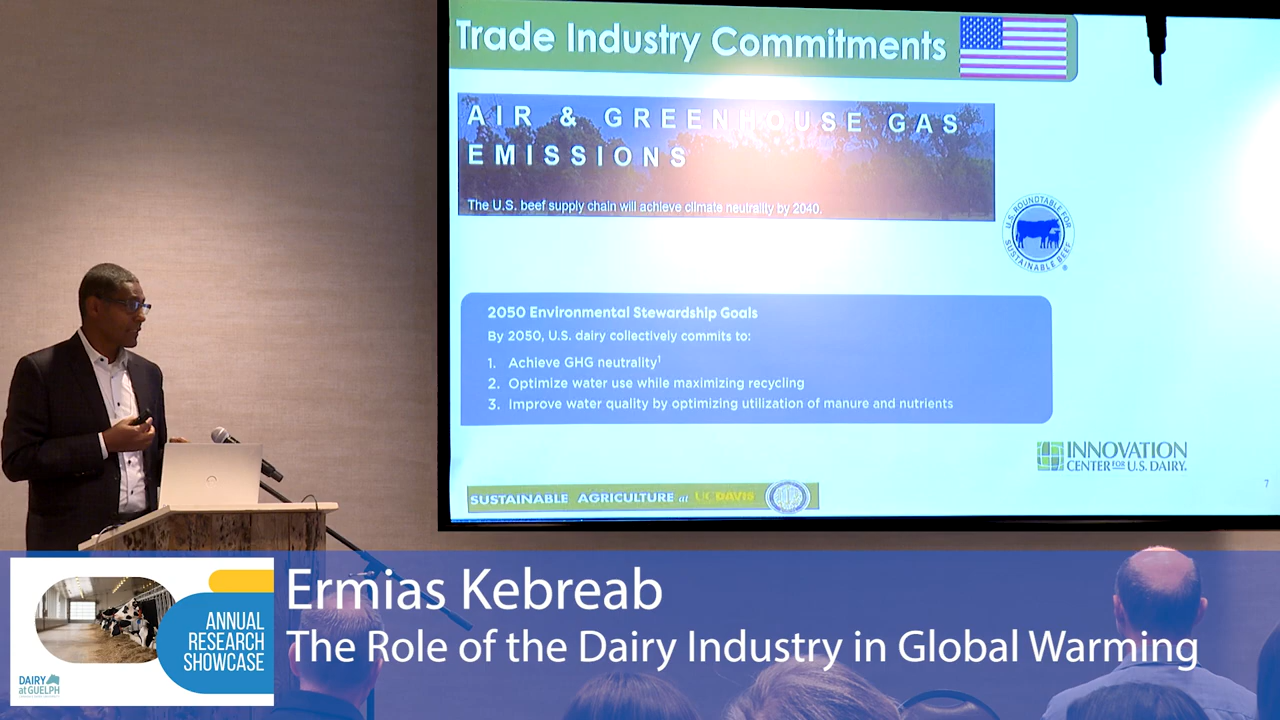 Trade Industry Commitments
AIR & GREENHOUSE GAS
EMISSIONS
The U.S. beef supply chain will achieve climate neutrality by 2040.
U.S. ROUNDTABLE FOR
SUSTAINABLE BEEF
®
2050 Environmental Stewardship Goals
By 2050, U.S. dairy collectively commits to:
1. Achieve GHG neutrality¹
2. Optimize water use while maximizing recycling
3. Improve water quality by optimizing utilization of manure and nutrients
INNOVATION
CENTER FOR U.S. DAIRY.
SUSTAINABLE AGRICULTURE at UC DAVIS
7
Ermias Kebreab
The Role of the Dairy Industry in Global Warming
ANNUAL
RESEARCH
SHOWCASE
DAIRY
at GUELPH